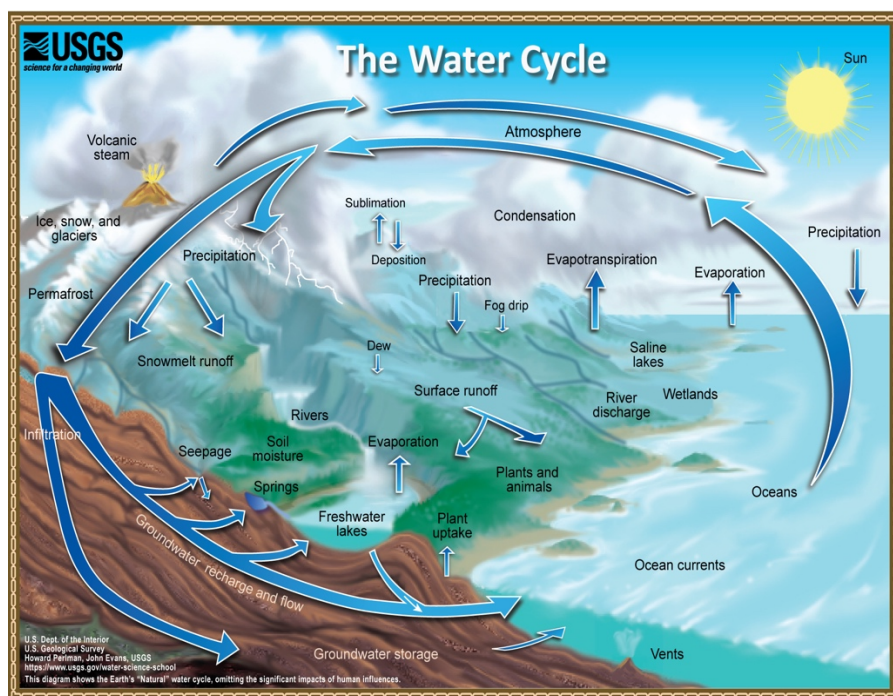 USGS
science for a changing world
The Water Cycle
Sun
Volcanic
steam
Atmosphere
Ice, snow, and
glaciers
Sublimation
Condensation
Precipitation
Deposition
Precipitation
Precipitation
Evapotranspiration
Evaporation
Permafrost
Fog drip
Snowmelt runoff
Dew
Saline
lakes
Surface runoff
River
discharge
Wetlands
Rivers
Infiltration
Seepage
Soil
moisture
Evaporation
Plants and
animals
Springs
Oceans
Freshwater
lakes
Plant
uptake
Groundwater recharge and flow
Ocean currents
Groundwater storage
Vents
U.S. Dept. of the Interior
U.S. Geological Survey
Howard Perlman, John Evans, USGS
https://www.usgs.gov/water-science-school
This diagram shows the Earth's "Natural" water cycle, omitting the significant impacts of human influences.